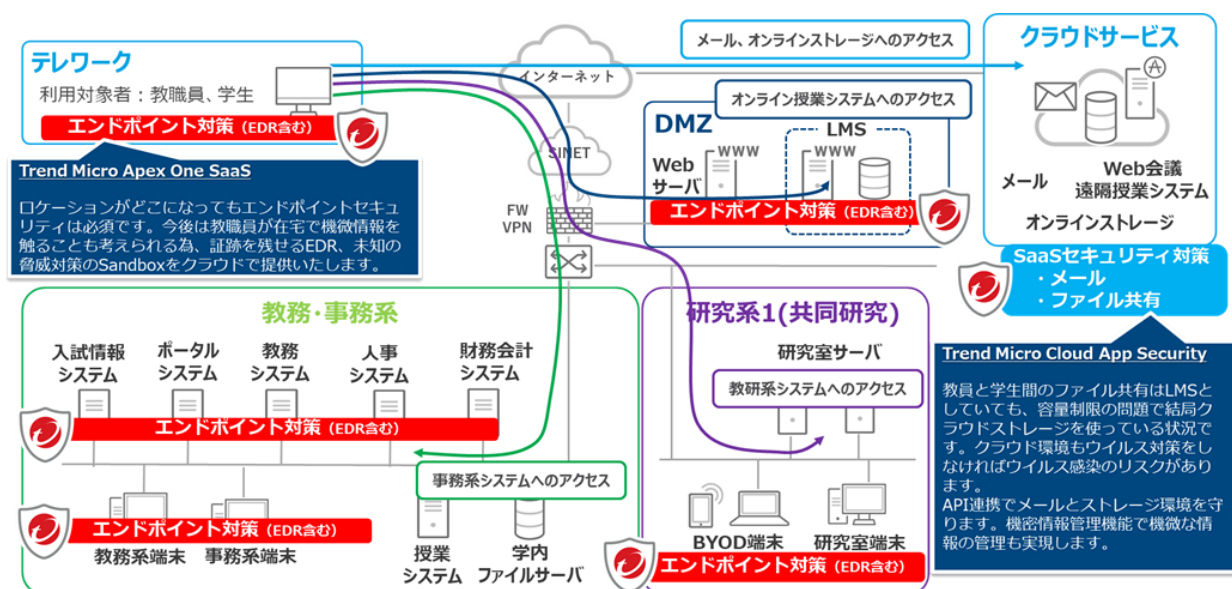 テレワーク
利用対象者：教職員、学生
エンドポイント対策（EDR含む）
Trend Micro Apex One SaaS
ロケーションがどこになってもエンドポイントセキュ
リティは必須です。今後は教職員が在宅で機微情報を
触ることも考えられる為、証跡を残せるEDR、未知の
脅威対策のSandboxをクラウドで提供いたします。
インターネット
SINET
FW
VPN
メール、オンラインストレージへのアクセス
オンライン授業システムへのアクセス
DMZ
LMS
Web
サーバ
WWW
WWW
エンドポイント対策（EDR含む）
クラウドサービス
メール
Web会議
遠隔授業システム
オンラインストレージ
SaaSセキュリティ対策
・メール
・ファイル共有
Trend Micro Cloud App Security
教員と学生間のファイル共有はLMSと
していても、容量制限の問題で結局ク
ラウドストレージを使っている状況で
す。クラウド環境もウイルス対策をし
なければウイルス感染のリスクがあり
ます。
API連携でメールとストレージ環境を守
ります。機密情報管理機能で機微な情
報の管理も実現します。
教務・事務系
入試情報
システム
ポータル
システム
教務
システム
人事
システム
財務会計
システム
エンドポイント対策（EDR含む）
事務系システムへのアクセス
エンドポイント対策（EDR含む）
教務系端末
事務系端末
授業
システム
学内
ファイルサーバ
研究系1(共同研究)
研究室サーバ
教研系システムへのアクセス
BYOD端末
研究室端末
エンドポイント対策（EDR含む）